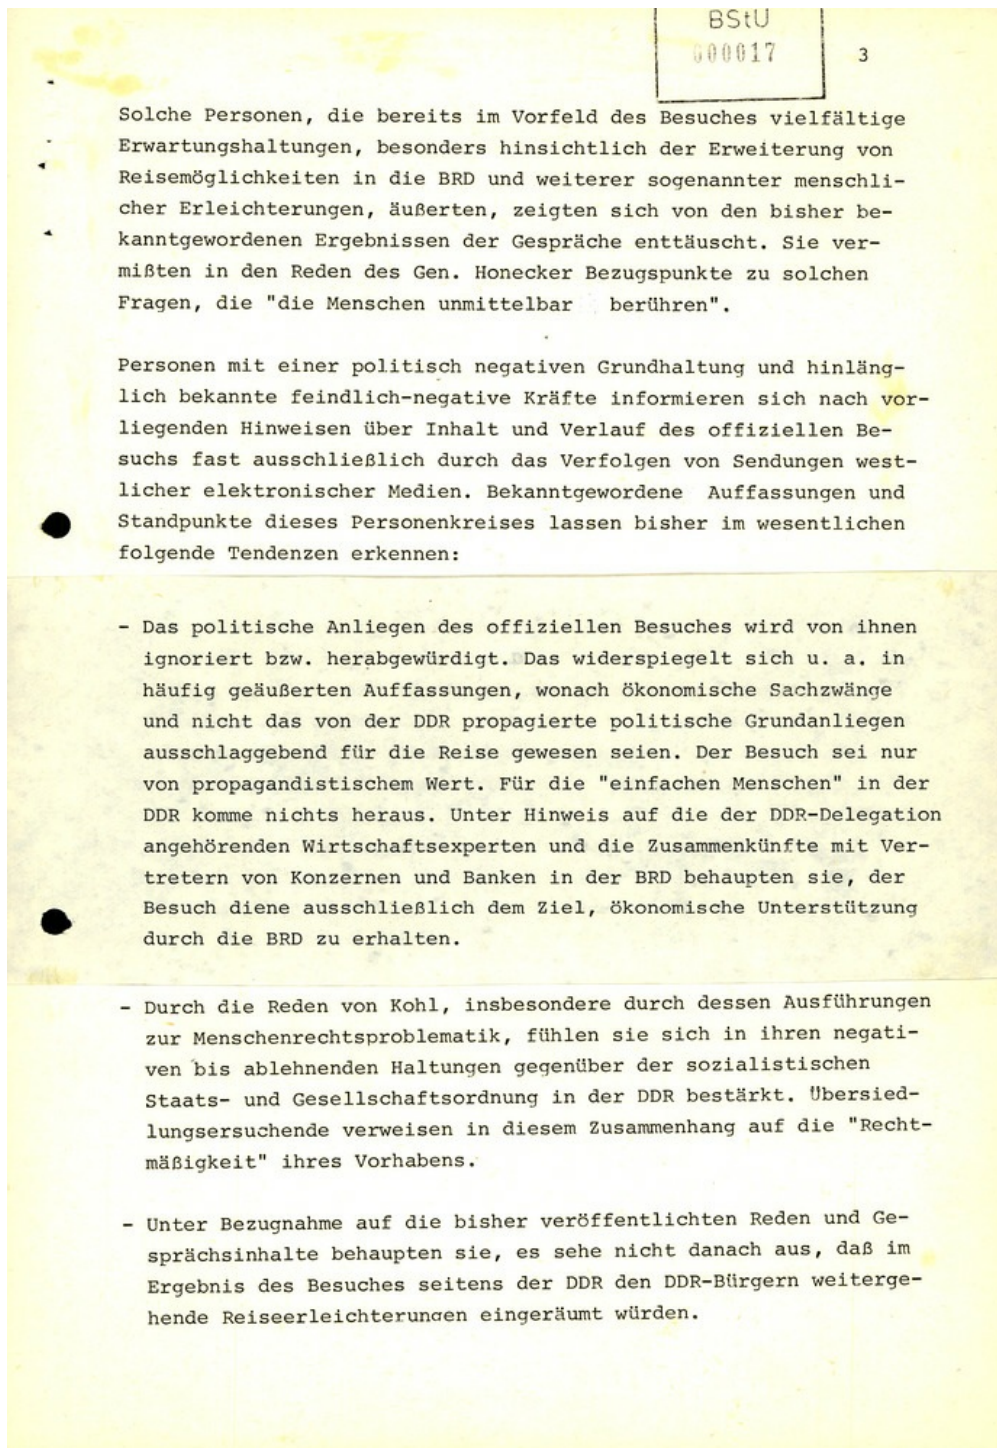 BStU
000017
3
Solche Personen, die bereits im Vorfeld des Besuches vielfältige
Erwartungshaltungen, besonders hinsichtlich der Erweiterung von
Reisemöglichkeiten in die BRD und weiterer sogenannter menschli-
cher Erleichterungen, äußerten, zeigten sich von den bisher be-
kanntgewordenen Ergebnissen der Gespräche enttäuscht. Sie ver-
mißten in den Reden des Gen. Honecker Bezugspunkte zu solchen
Fragen, die "die Menschen unmittelbar berühren".
Personen mit einer politisch negativen Grundhaltung und hinläng-
lich bekannte feindlich-negative Kräfte informieren sich nach vor-
liegenden Hinweisen über Inhalt und Verlauf des offiziellen Be-
suchs fast ausschließlich durch das Verfolgen von Sendungen west-
licher elektronischer Medien. Bekanntgewordene Auffassungen und
Standpunkte dieses Personenkreises lassen bisher im wesentlichen
folgende Tendenzen erkennen:
- Das politische Anliegen des offiziellen Besuches wird von ihnen
ignoriert bzw. herabgewürdigt. Das widerspiegelt sich u. a. in
häufig geäußerten Auffassungen, wonach ökonomische Sachzwänge
und nicht das von der DDR propagierte politische Grundanliegen
ausschlaggebend für die Reise gewesen seien. Der Besuch sei nur
von propagandistischem Wert. Für die "einfachen Menschen" in der
DDR komme nichts heraus. Unter Hinweis auf die der DDR-Delegation
angehörenden Wirtschaftsexperten und die Zusammenkünfte mit Ver-
tretern von Konzernen und Banken in der BRD behaupten sie, der
Besuch diene ausschließlich dem Ziel, ökonomische Unterstützung
durch die BRD zu erhalten.
- Durch die Reden von Kohl, insbesondere durch dessen Ausführungen
zur Menschenrechtsproblematik, fühlen sie sich in ihren negati-
ven bis ablehnenden Haltungen gegenüber der sozialistischen
Staats- und Gesellschaftsordnung in der DDR bestärkt. Übersied-
lungsersuchende verweisen in diesem Zusammenhang auf die "Recht-
mäßigkeit" ihres Vorhabens.
- Unter Bezugnahme auf die bisher veröffentlichten Reden und Ge-
sprächsinhalte behaupten sie, es sehe nicht danach aus, daß im
Ergebnis des Besuches seitens der DDR den DDR-Bürgern weiterge-
hende Reiseerleichterungen eingeräumt würden.